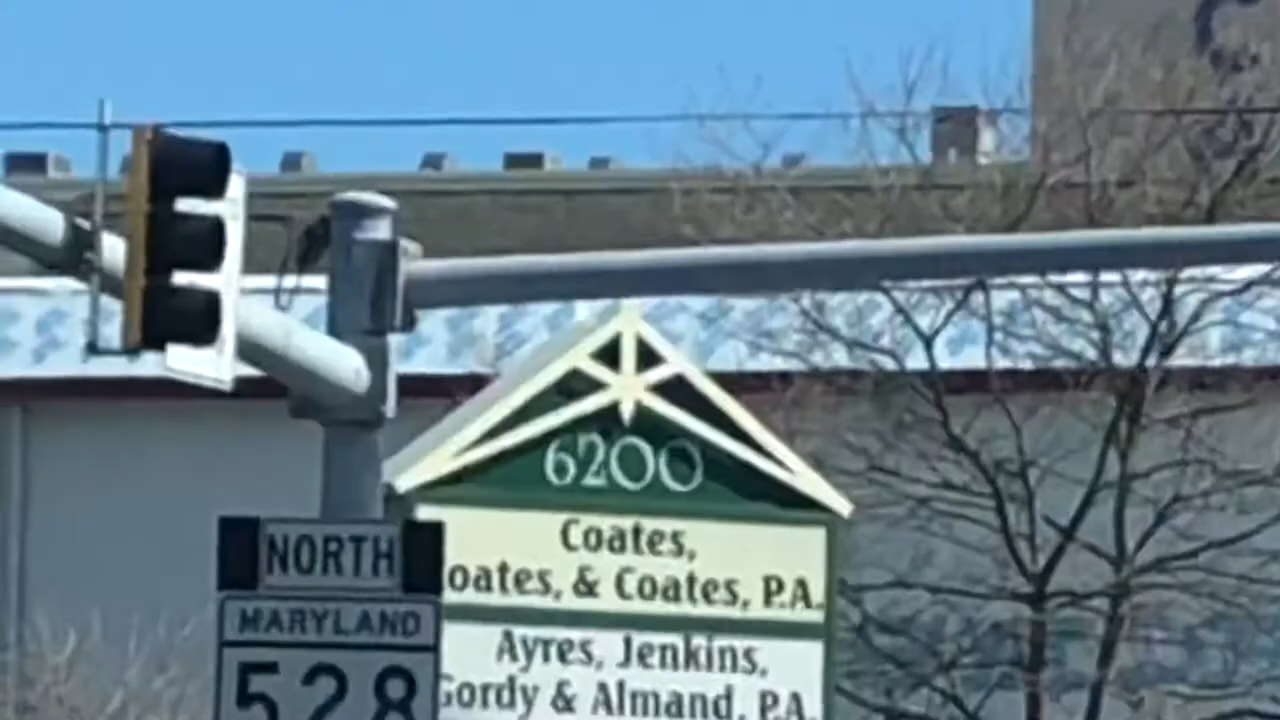 6200
Coates,
oates, & Coates, P.A.
Ayres, Jenkins,
Gordy & Almand, P.A.
NORTH
MARYLAND
528